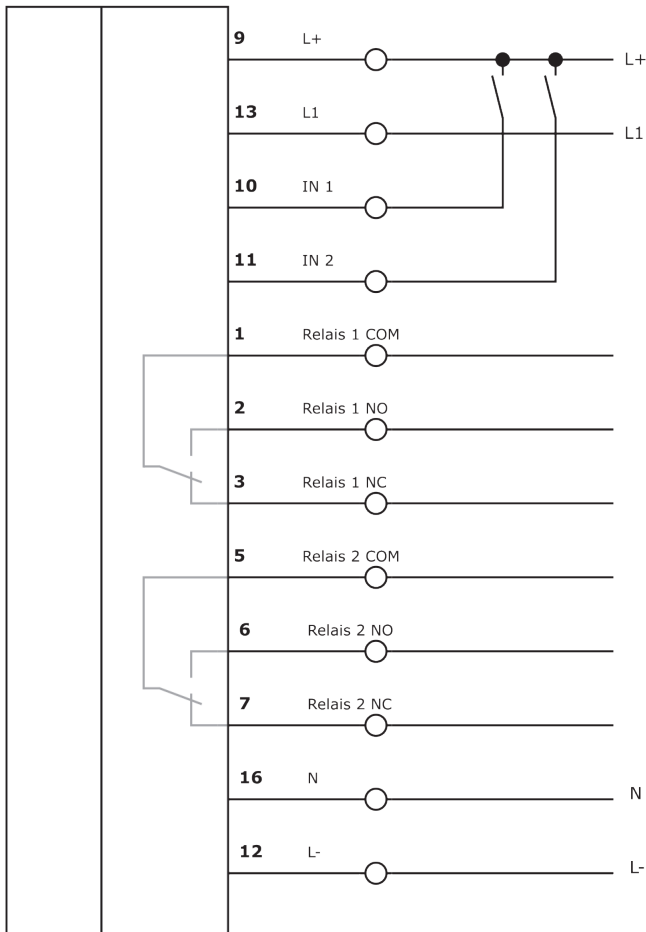 9 L+ L+
13 L1 L1
10 IN 1
11 IN 2
1 Relais 1 COM
2 Relais 1 NO
3 Relais 1 NC
5 Relais 2 COM
6 Relais 2 NO
7 Relais 2 NC
16 N N
12 L- L-